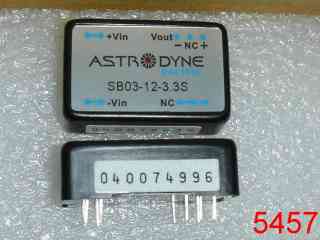 +Vin Vout
− NC +
ASTRODYNE
SB03-12-3.3S
-Vin NC
040074996
5457